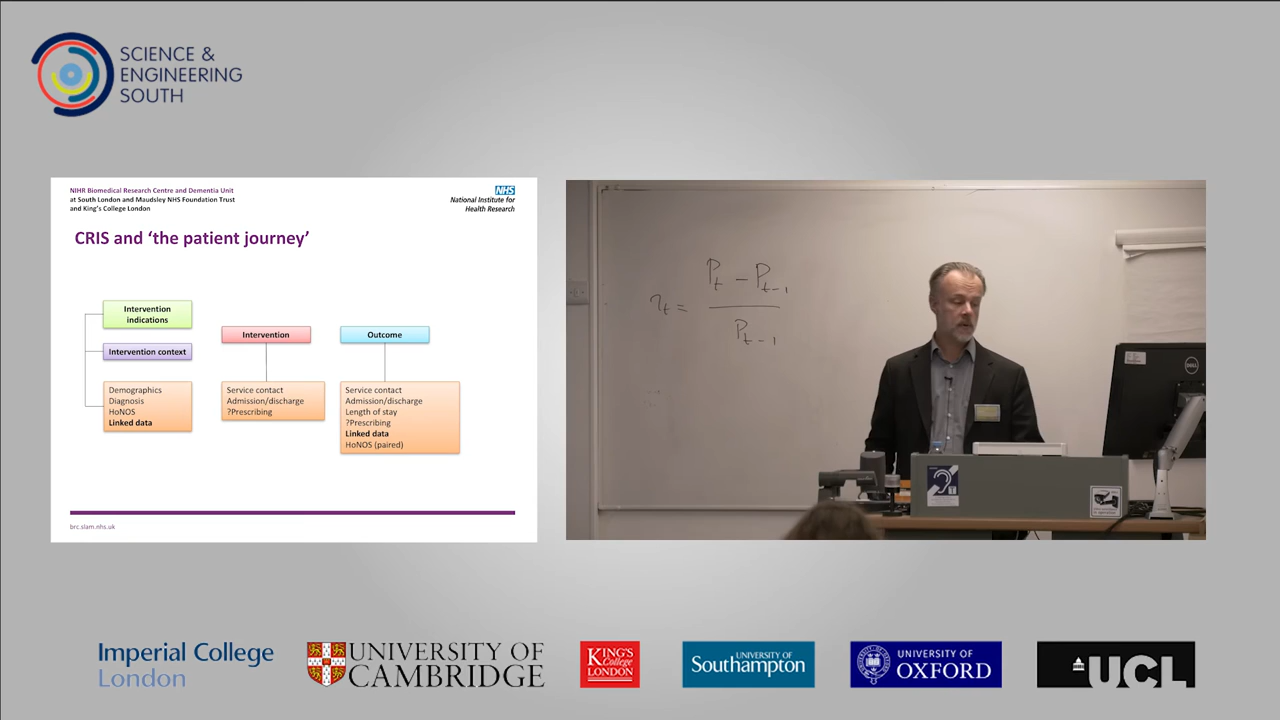 SCIENCE &
ENGINEERING
SOUTH
NIHR Biomedical Research Centre and Dementia Unit
at South London and Maudsley NHS Foundation Trust
and King's College London
NHS
National Institute for
Health Research
CRIS and ‘the patient journey’
Intervention
indications
Intervention context
Demographics
Diagnosis
HoNOS
Linked data
Intervention
Service contact
Admission/discharge
?Prescribing
Outcome
Service contact
Admission/discharge
Length of stay
?Prescribing
Linked data
HoNOS (paired)
brc.slam.nhs.uk
r_t = (P_t - P_t-1) / P_t-1
DELL
Imperial College
London
UNIVERSITY OF
CAMBRIDGE
KING'S
College
LONDON
UNIVERSITY OF
Southampton
UNIVERSITY OF
OXFORD
UCL